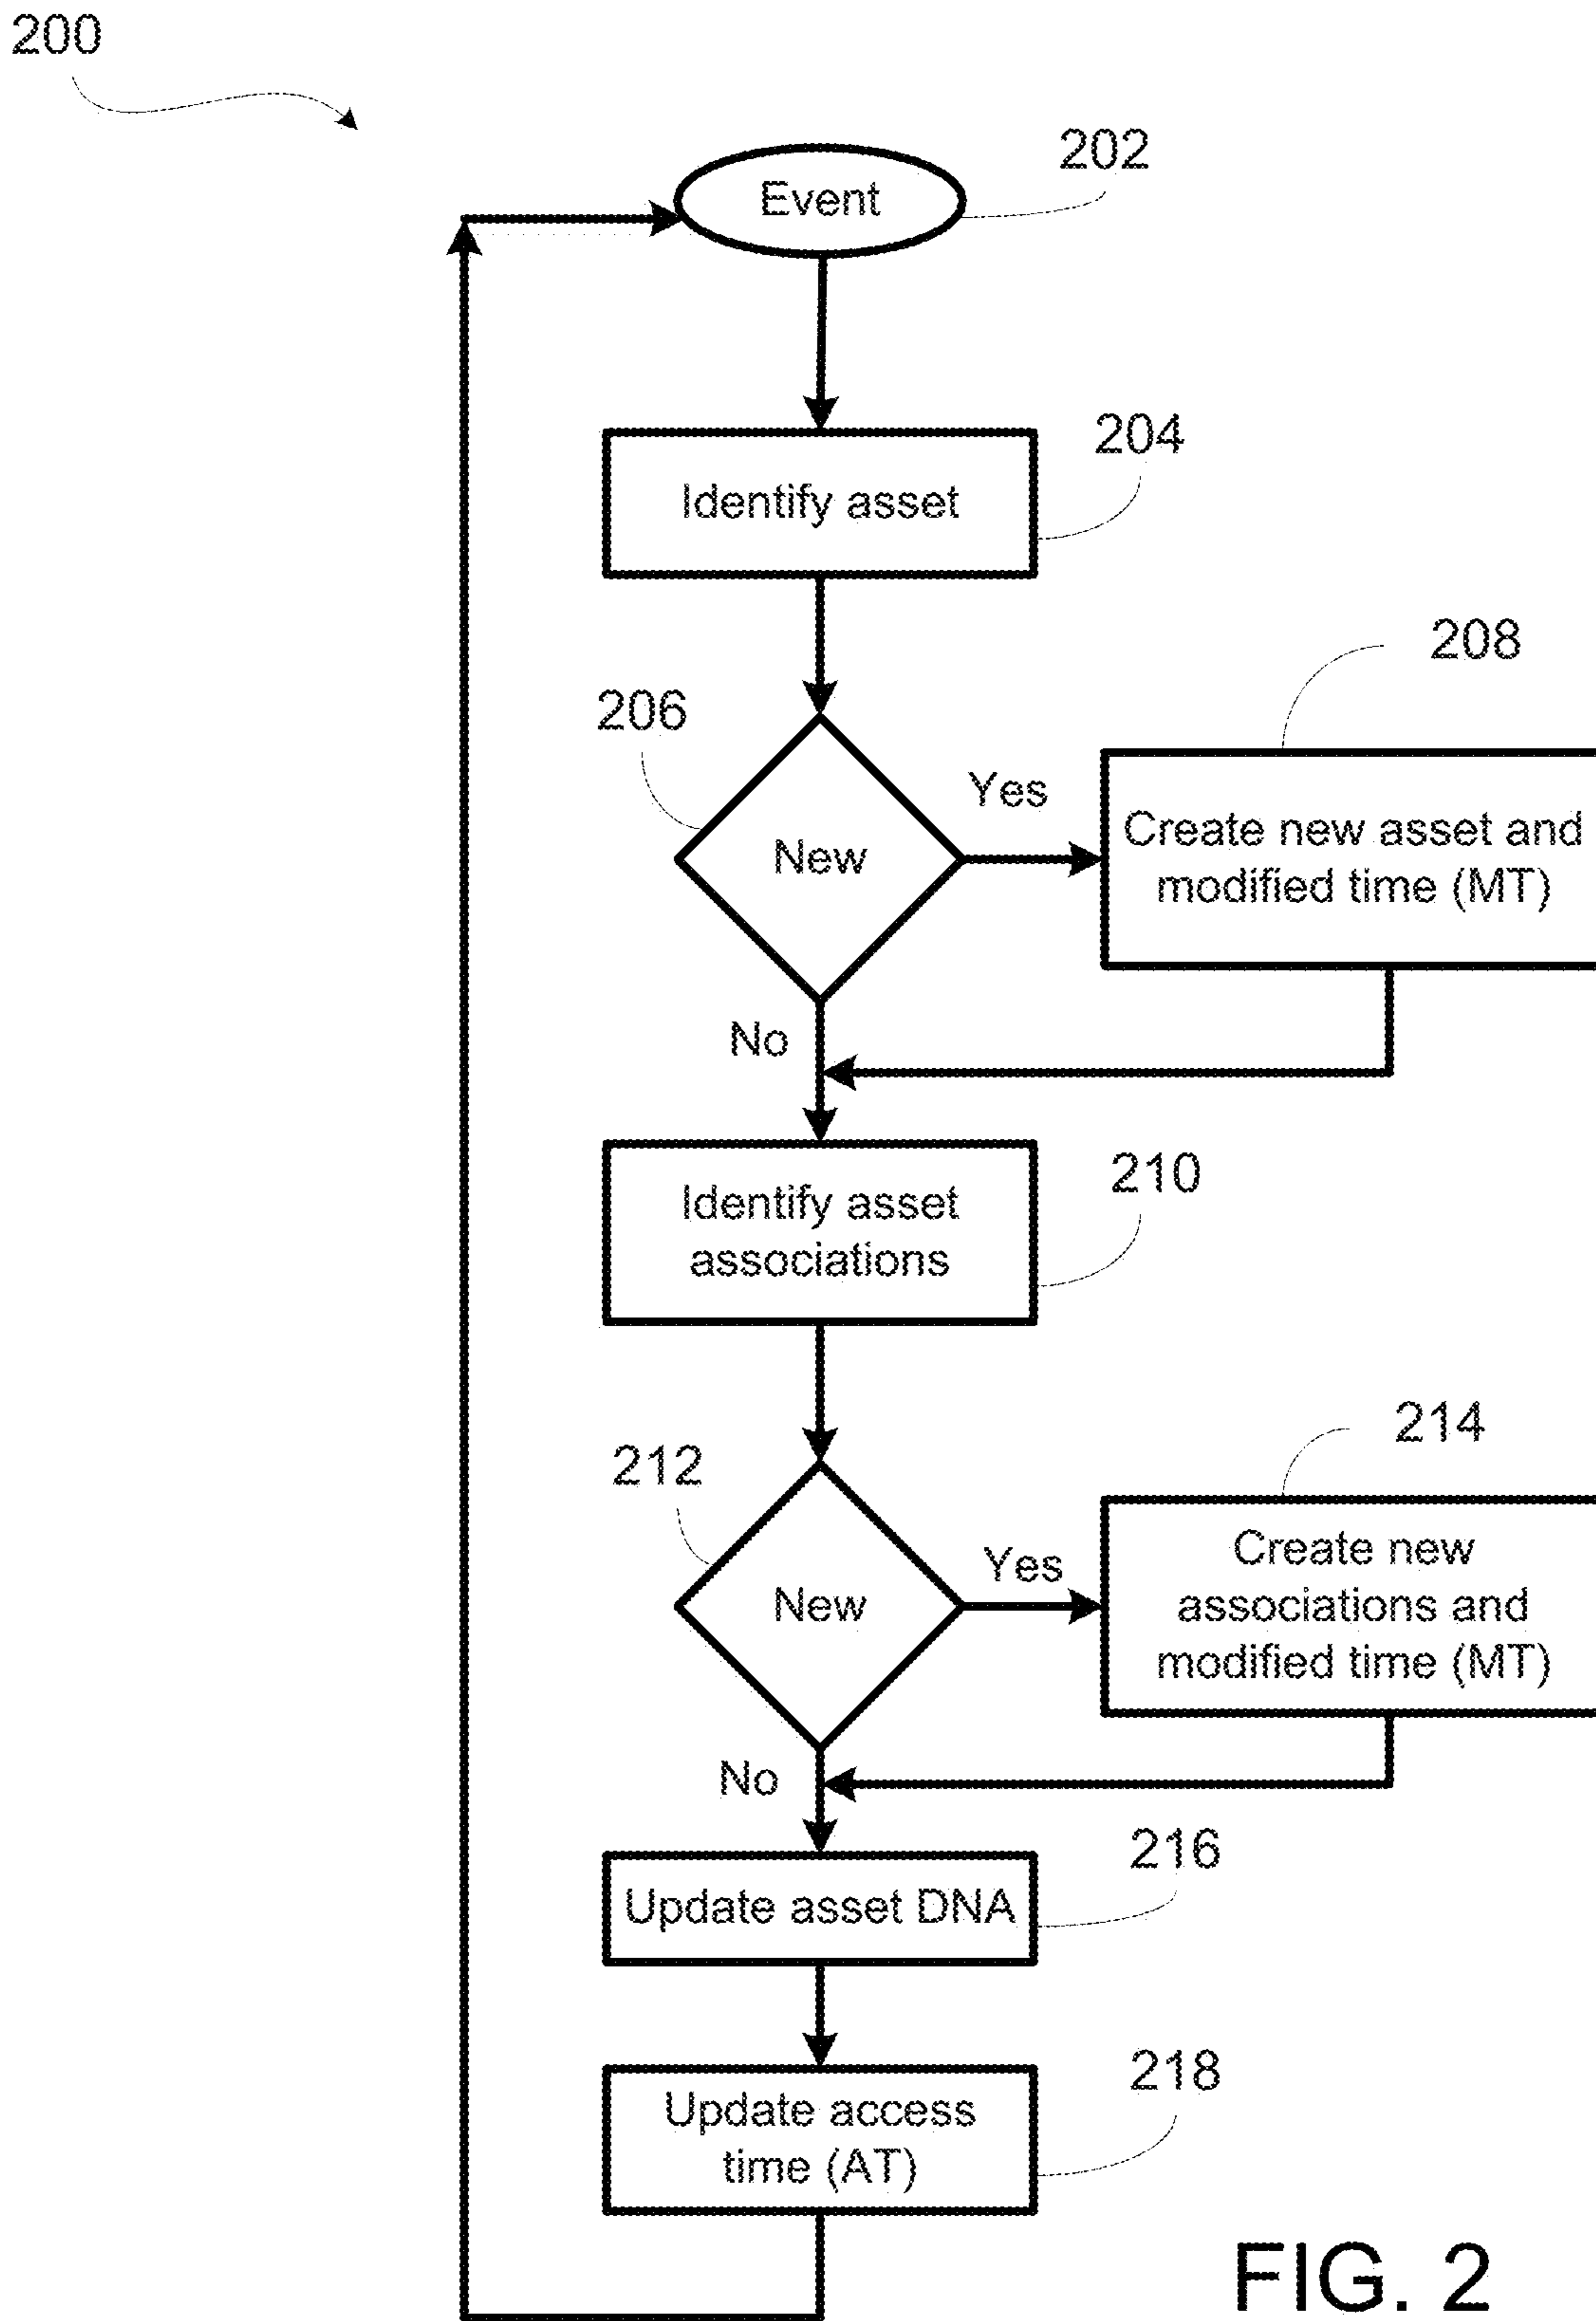 200
202
Event
204
Identify asset
208
206
Yes
New
Create new asset and
modified time (MT)
No
210
Identify asset
associations
214
212
Yes
New
Create new
associations and
modified time (MT)
No
216
Update asset DNA
218
Update access
time (AT)
FIG. 2